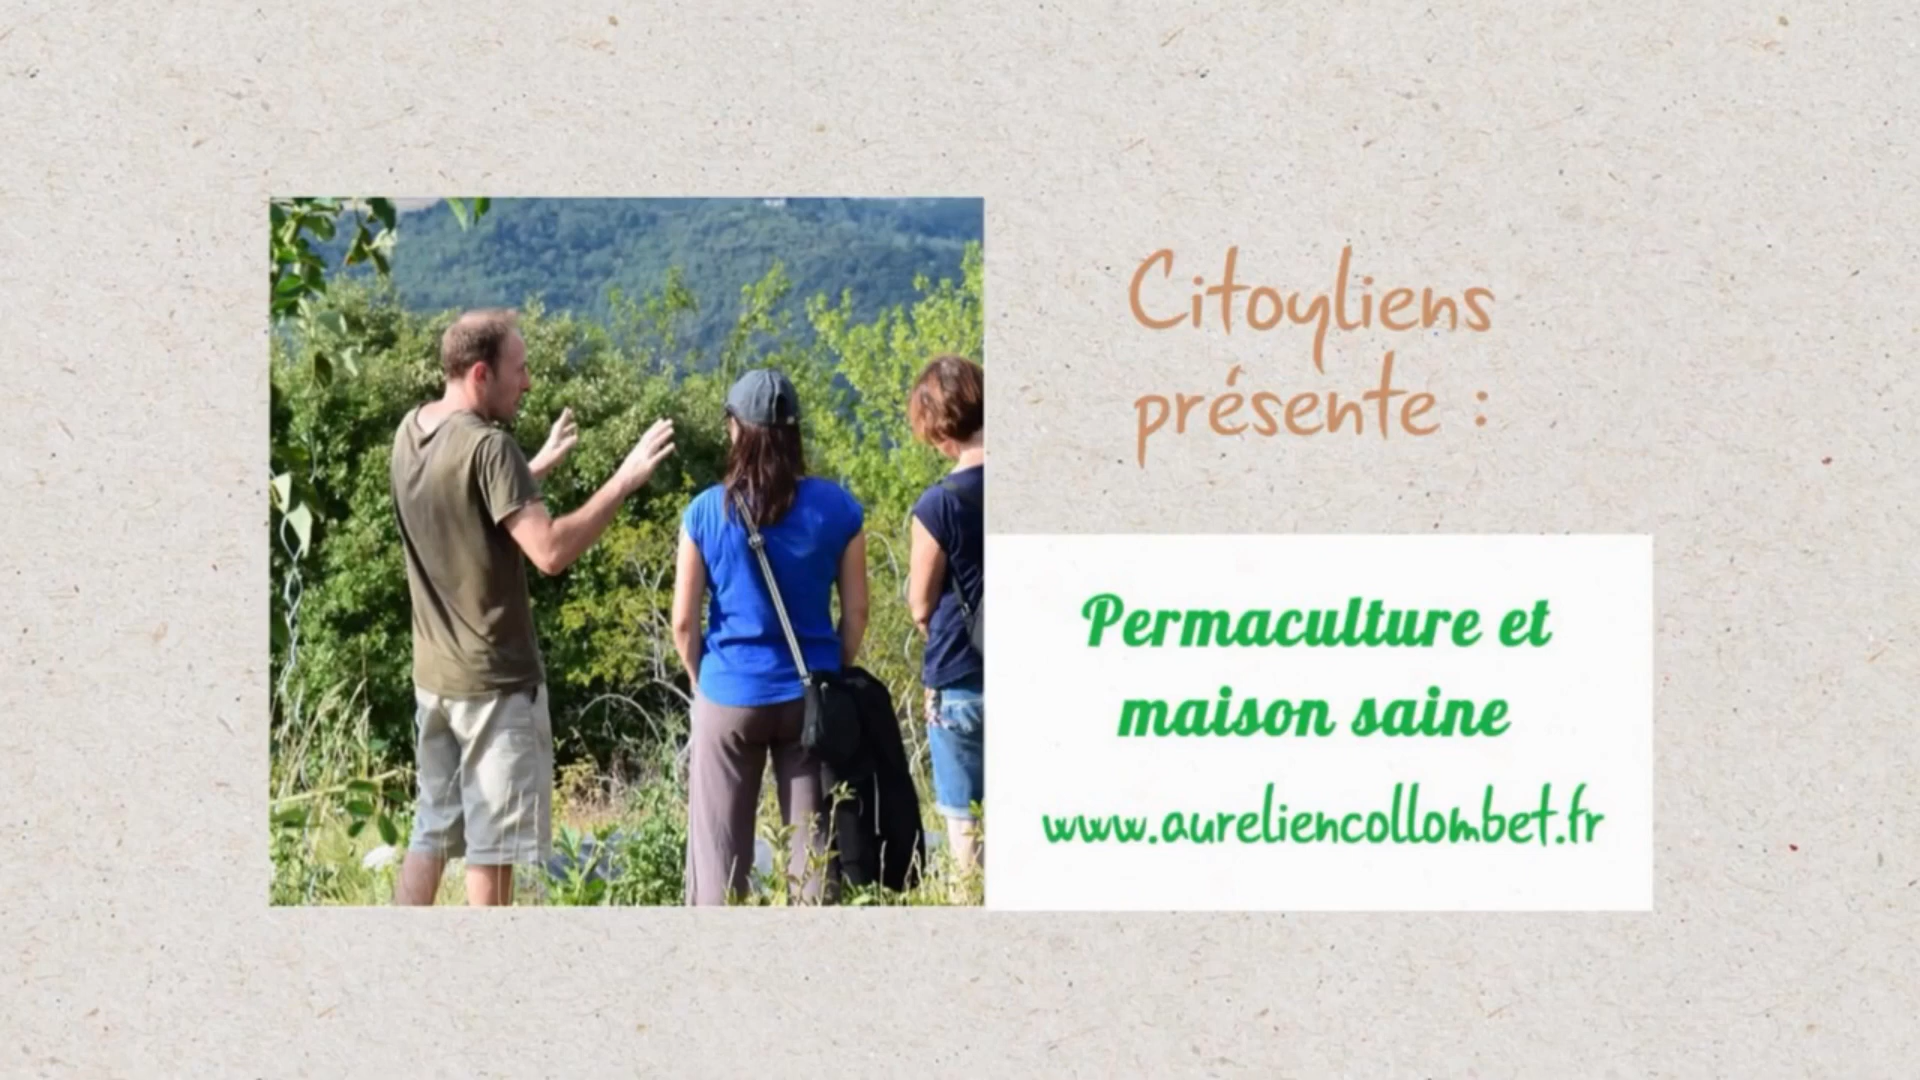 Citoyliens
présente :
Permaculture et
maison saine
www.aureliencollombet.fr